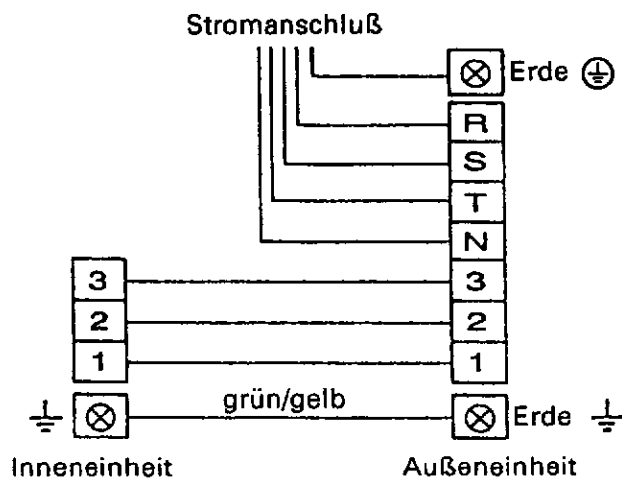 Stromanschluß
Erde
R
S
T
N
3 3
2 2
1 1
grün/gelb
Erde
Inneneinheit Außeneinheit